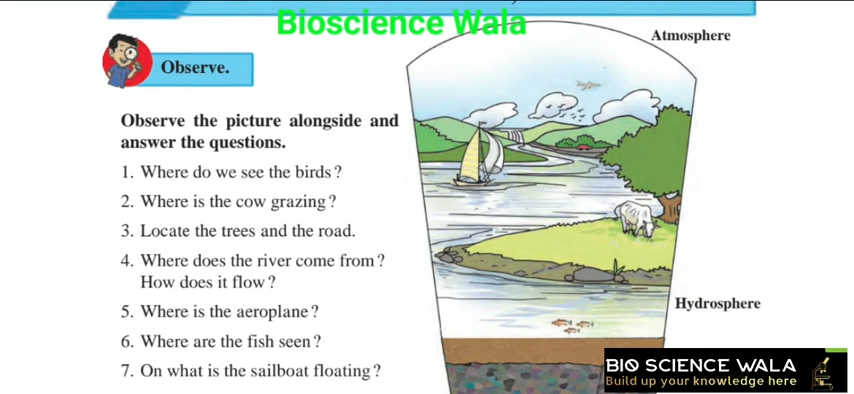 Bioscience Wala
Atmosphere
Observe.
Observe the picture alongside and
answer the questions.
1. Where do we see the birds?
2. Where is the cow grazing?
3. Locate the trees and the road.
4. Where does the river come from?
How does it flow?
5. Where is the aeroplane?
6. Where are the fish seen?
7. On what is the sailboat floating?
Hydrosphere
BIO SCIENCE WALA
Build up your knowledge here